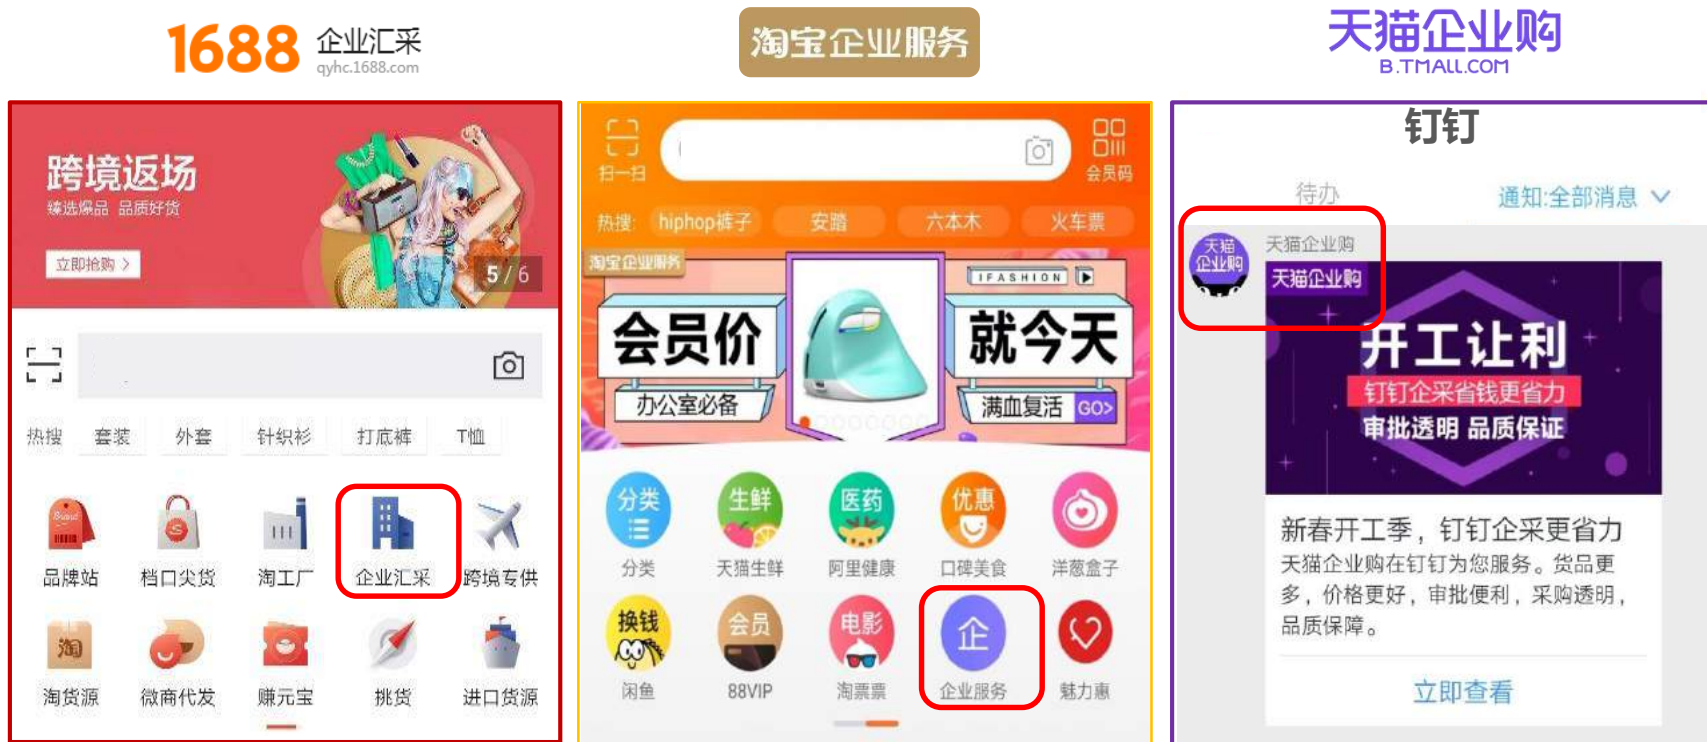 1688 企业汇采
qyhc.1688.com
淘宝企业服务
天猫企业购
B.TMALL.COM
跨境返场
臻选爆品 品质好货
立即抢购 >
5 / 6
热搜 套装 外套 针织衫 打底裤 T恤
Brand
品牌站 档口尖货 淘工厂 企业汇采 跨境专供
淘
淘货源 微商代发 赚元宝 挑货 进口货源
扫一扫
会员码
热搜: hiphop裤子 安踏 六本木 火车票
淘宝企业服务
IFASHION
会员价
就今天
办公室必备
满血复活 GO>
分类 生鲜 医药 优惠
分类 天猫生鲜 阿里健康 口碑美食 洋葱盒子
换钱 会员 电影 企
闲鱼 88VIP 淘票票 企业服务 魅力惠
钉钉
待办 通知:全部消息
天猫
企业购
天猫企业购
天猫企业购
开工让利
钉钉企采省钱更省力
审批透明 品质保证
新春开工季，钉钉企采更省力
天猫企业购在钉钉为您服务。货品更
多，价格更好，审批便利，采购透明，
品质保障。
立即查看